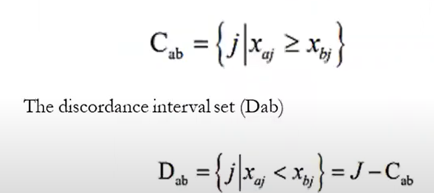 C_ab = {j|x_aj ≥ x_bj}
The discordance interval set (Dab)
D_ab = {j|x_aj < x_bj} = J − C_ab